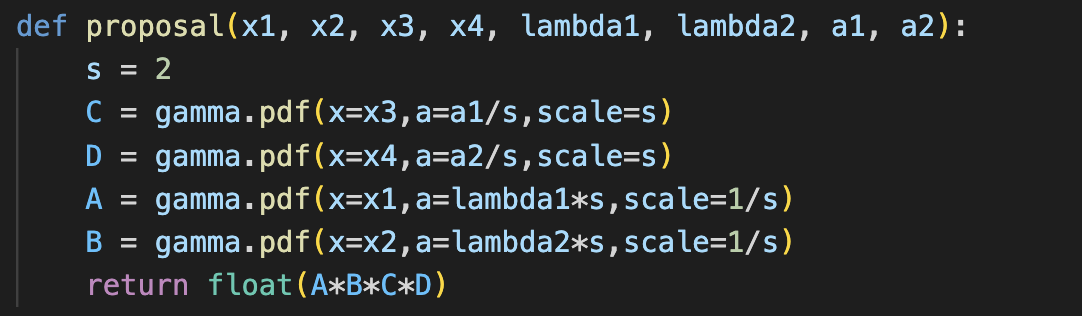 def proposal(x1, x2, x3, x4, lambda1, lambda2, a1, a2):
    s = 2
    C = gamma.pdf(x=x3,a=a1/s,scale=s)
    D = gamma.pdf(x=x4,a=a2/s,scale=s)
    A = gamma.pdf(x=x1,a=lambda1*s,scale=1/s)
    B = gamma.pdf(x=x2,a=lambda2*s,scale=1/s)
    return float(A*B*C*D)